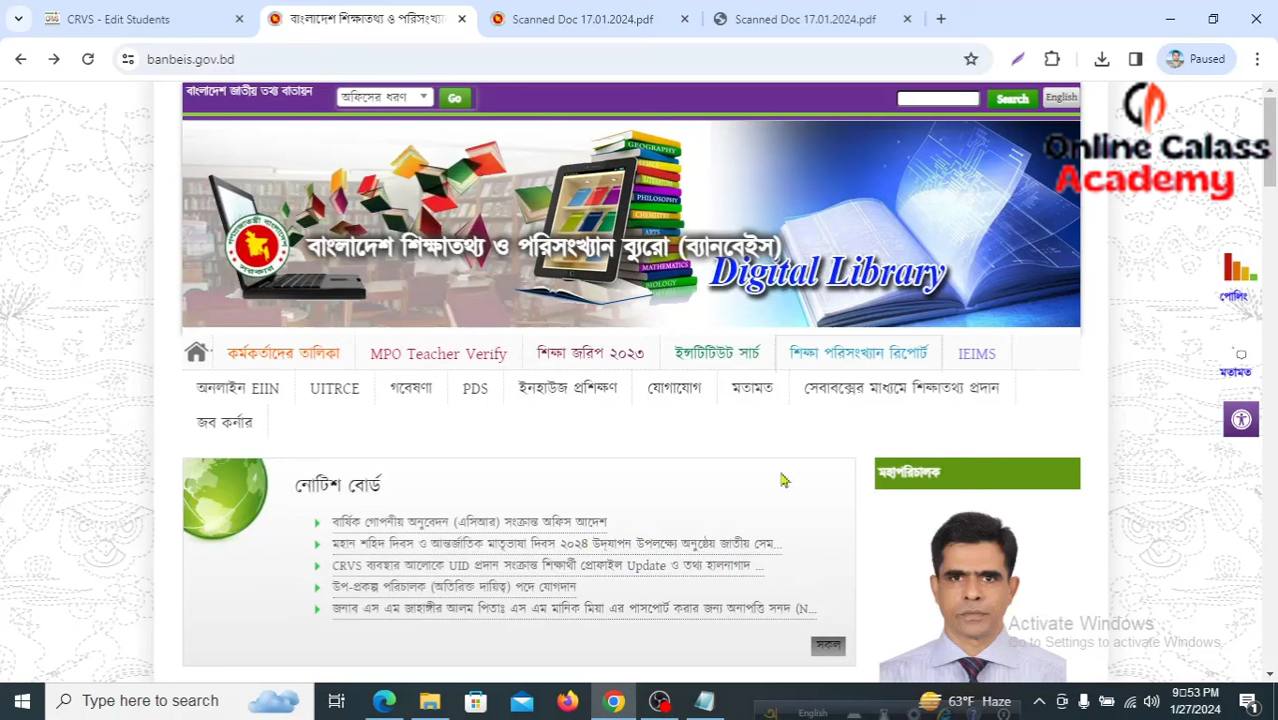 CRVS - Edit Students
বাংলাদেশ শিক্ষাতথ্য ও পরিসংখ্যা
Scanned Doc 17.01.2024.pdf
Scanned Doc 17.01.2024.pdf
banbeis.gov.bd
Paused
বাংলাদেশ জাতীয় তথ্য বাতায়ন
অফিসের ধরণ
Go
Search
English
Online Calass
Academy
GEOGRAPHY
PHILOSOPHY
CHEMISTRY
ARTS
MATHEMATICS
BIOLOGY
বাংলাদেশ শিক্ষাতথ্য ও পরিসংখ্যান ব্যুরো (ব্যানবেইস)
Digital Library
পোলিং
কর্মকর্তাদের তালিকা
MPO Teacher Verify
শিক্ষা জরিপ ২০২৩
ইন্সটিটিউট সার্চ
শিক্ষা পরিসংখ্যান রিপোর্ট
IEIMS
মতামত
অনলাইন EIIN
UITRCE
গবেষণা
PDS
ইনহাউজ প্রশিক্ষণ
যোগাযোগ
মতামত
সেবাবক্সের মাধ্যমে শিক্ষাতথ্য প্রদান
জব কর্নার
নোটিশ বোর্ড
মহাপরিচালক
বার্ষিক গোপনীয় অনুবেদন (এসিআর) সংক্রান্ত অফিস আদেশ
মহান শহিদ দিবস ও আন্তর্জাতিক মাতৃভাষা দিবস ২০২৪ উদযাপন উপলক্ষ্যে অনুষ্ঠেয় জাতীয় সেম...
CRVS ব্যবস্থার আলোকে UID প্রদান সংক্রান্ত শিক্ষার্থী প্রোফাইল Update ও তথ্য হালনাগাদ ...
উপ-প্রকল্প পরিচালক (অতিরিক্ত দায়িত্ব) পদে যোগদান
জনাব এস এম জাহাঙ্গীর আলম পিতাঃ এস এম মানিক মিয়া এর পাসপোর্ট করার জন্য অনাপত্তি সনদ (N...
সকল
Activate Windows
Go to Settings to activate Windows.
Type here to search
63°F Haze
9:53 PM
1/27/2024
English